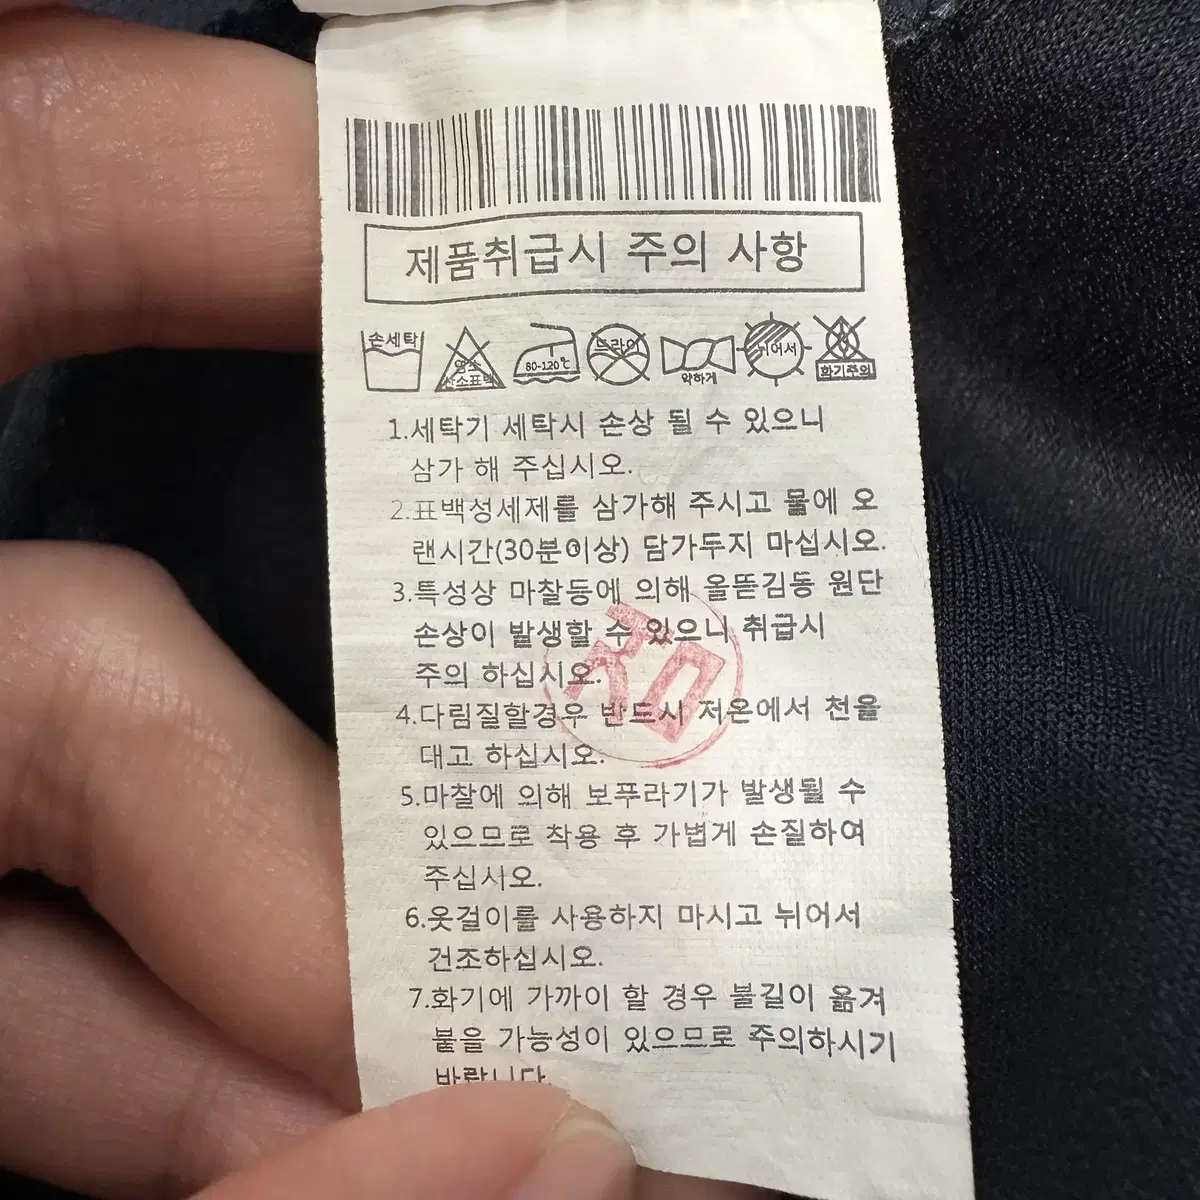 제품취급시 주의 사항
손세탁
염소
산소표백
80-120℃
드라이
약하게
뉘어서
화기주의
1.세탁기 세탁시 손상 될 수 있으니
삼가 해 주십시오.
2.표백성세제를 삼가해 주시고 물에 오
랜시간(30분이상) 담가두지 마십시오.
3.특성상 마찰등에 의해 올뜯김동 원단
손상이 발생할 수 있으니 취급시
주의 하십시오.
4.다림질할경우 반드시 저온에서 천을
대고 하십시오.
5.마찰에 의해 보푸라기가 발생될 수
있으므로 착용 후 가볍게 손질하여
주십시오.
6.옷걸이를 사용하지 마시고 뉘어서
건조하십시오.
7.화기에 가까이 할 경우 불길이 옮겨
붙을 가능성이 있으므로 주의하시기
바랍니다.